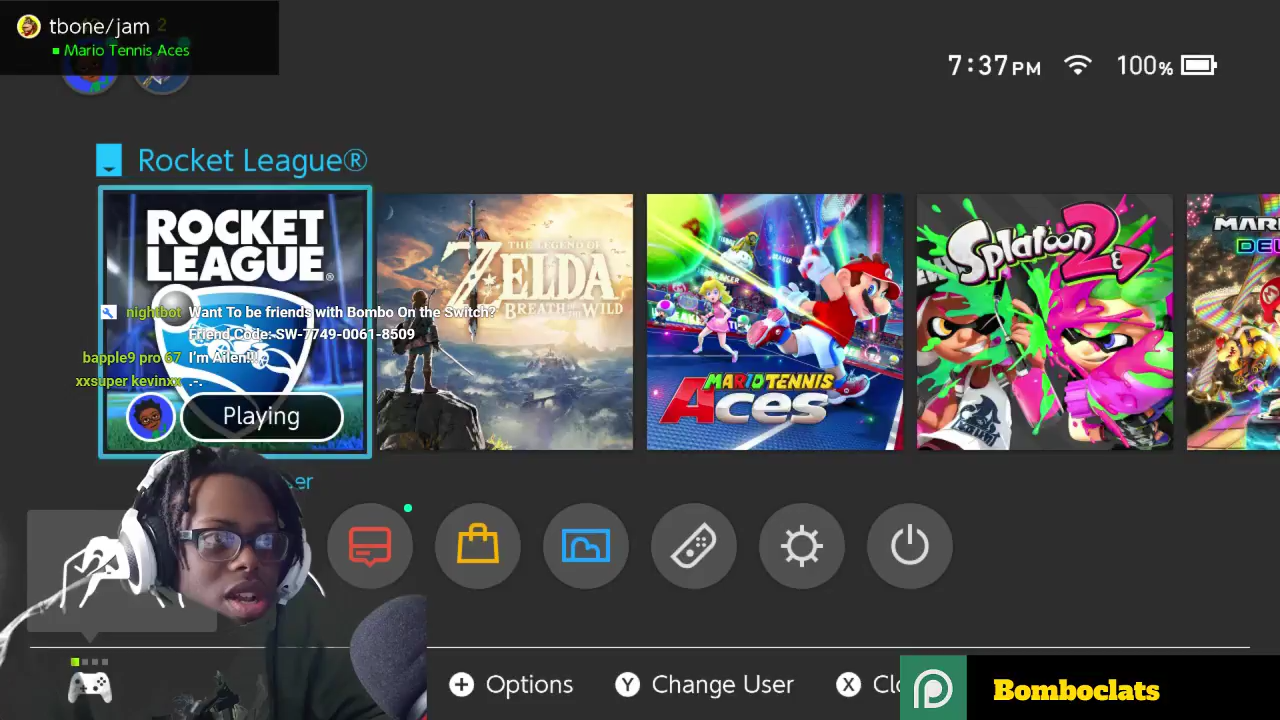 tbone/jam
Mario Tennis Aces
7:37PM
100%
Rocket League®
ROCKET
LEAGUE®
THE LEGEND OF
ZELDA
BREATH OF THE WILD
MARIO TENNIS
Aces
Splatoon 2
MARIO
nightbot Want To be friends with Bombo On the Switch?
Friend Code: SW-7749-0061-8509
bapple9 pro 67 I'm Ailen!!!
xxsuper kevinxx .-.
Playing
+ Options
Y Change User
X
Bomboclats